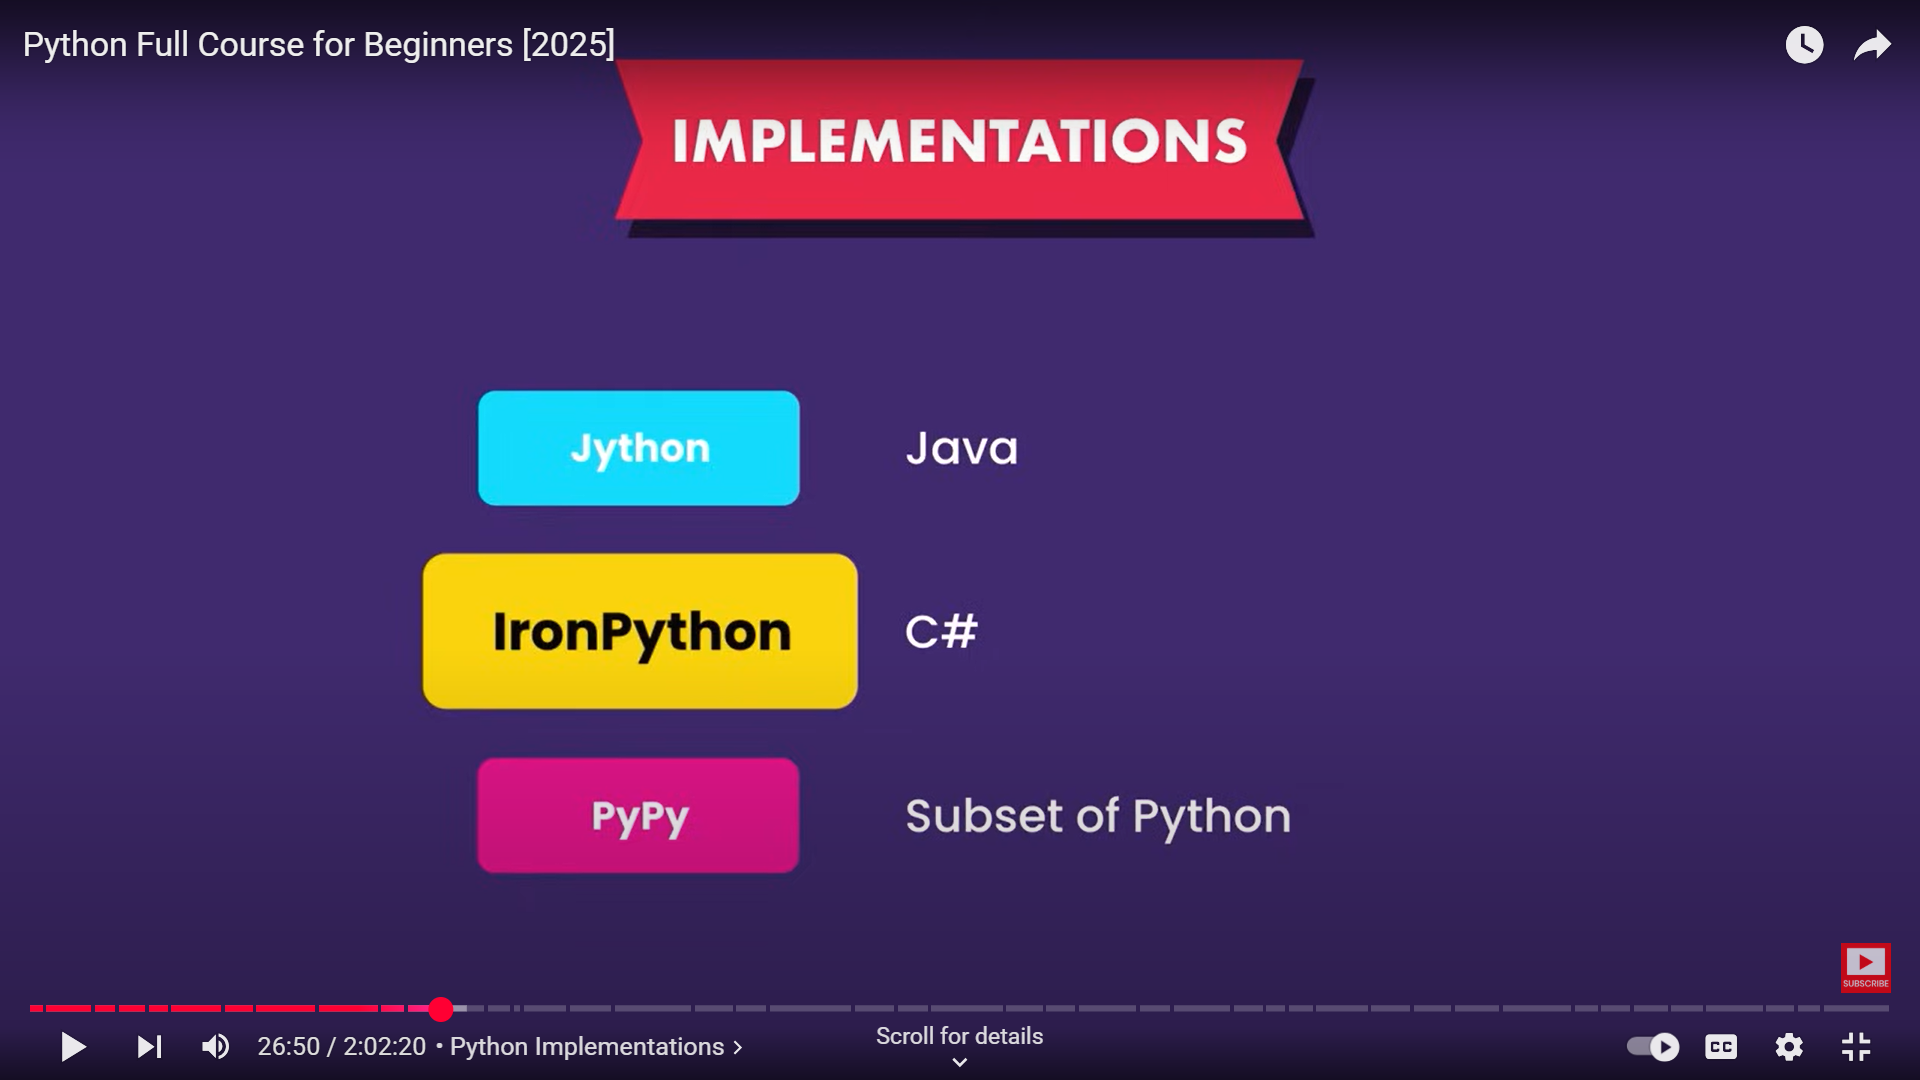 Python Full Course for Beginners [2025]
IMPLEMENTATIONS
Jython Java
IronPython C#
PyPy Subset of Python
SUBSCRIBE
26:50 / 2:02:20 • Python Implementations
Scroll for details
CC